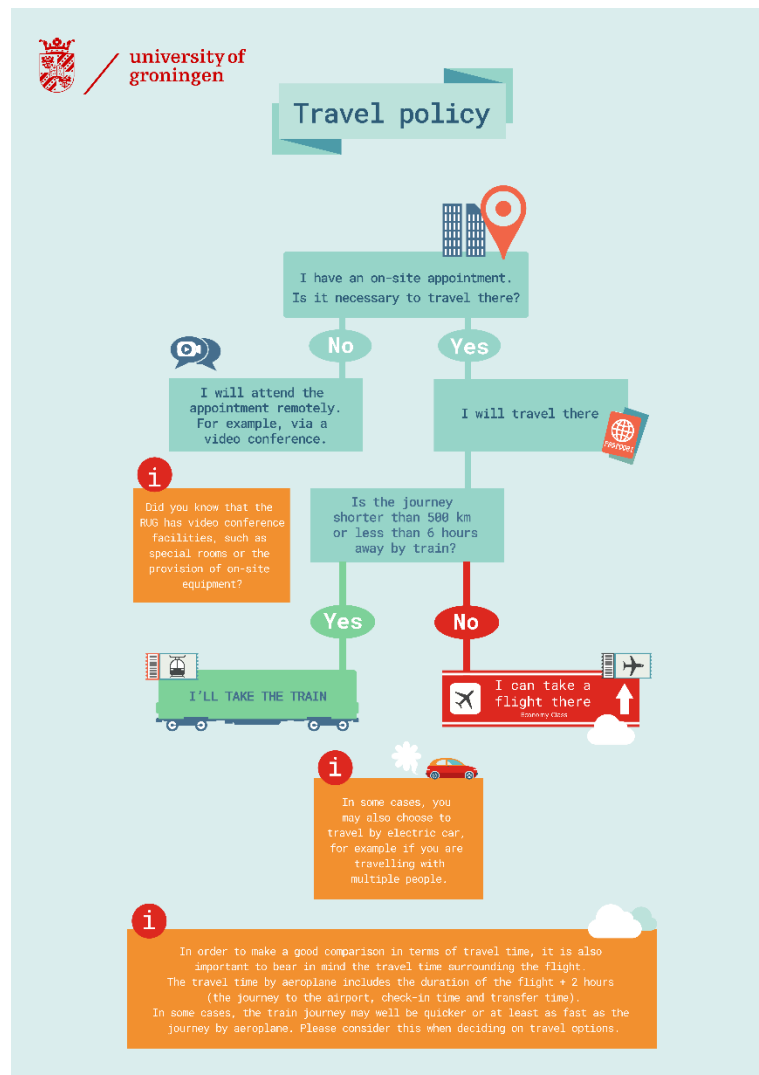 university of
groningen
Travel policy
I have an on-site appointment.
Is it necessary to travel there?
No
Yes
I will attend the
appointment remotely.
For example, via a
video conference.
I will travel there
PASSPORT
i
Did you know that the
RUG has video conference
facilities, such as
special rooms or the
provision of on-site
equipment?
Is the journey
shorter than 500 km
or less than 6 hours
away by train?
Yes
No
I'LL TAKE THE TRAIN
I can take a
flight there
Economy Class
i
In some cases, you
may also choose to
travel by electric car,
for example if you are
travelling with
multiple people.
i
In order to make a good comparison in terms of travel time, it is also
important to bear in mind the travel time surrounding the flight.
The travel time by aeroplane includes the duration of the flight + 2 hours
(the journey to the airport, check-in time and transfer time).
In some cases, the train journey may well be quicker or at least as fast as the
journey by aeroplane. Please consider this when deciding on travel options.